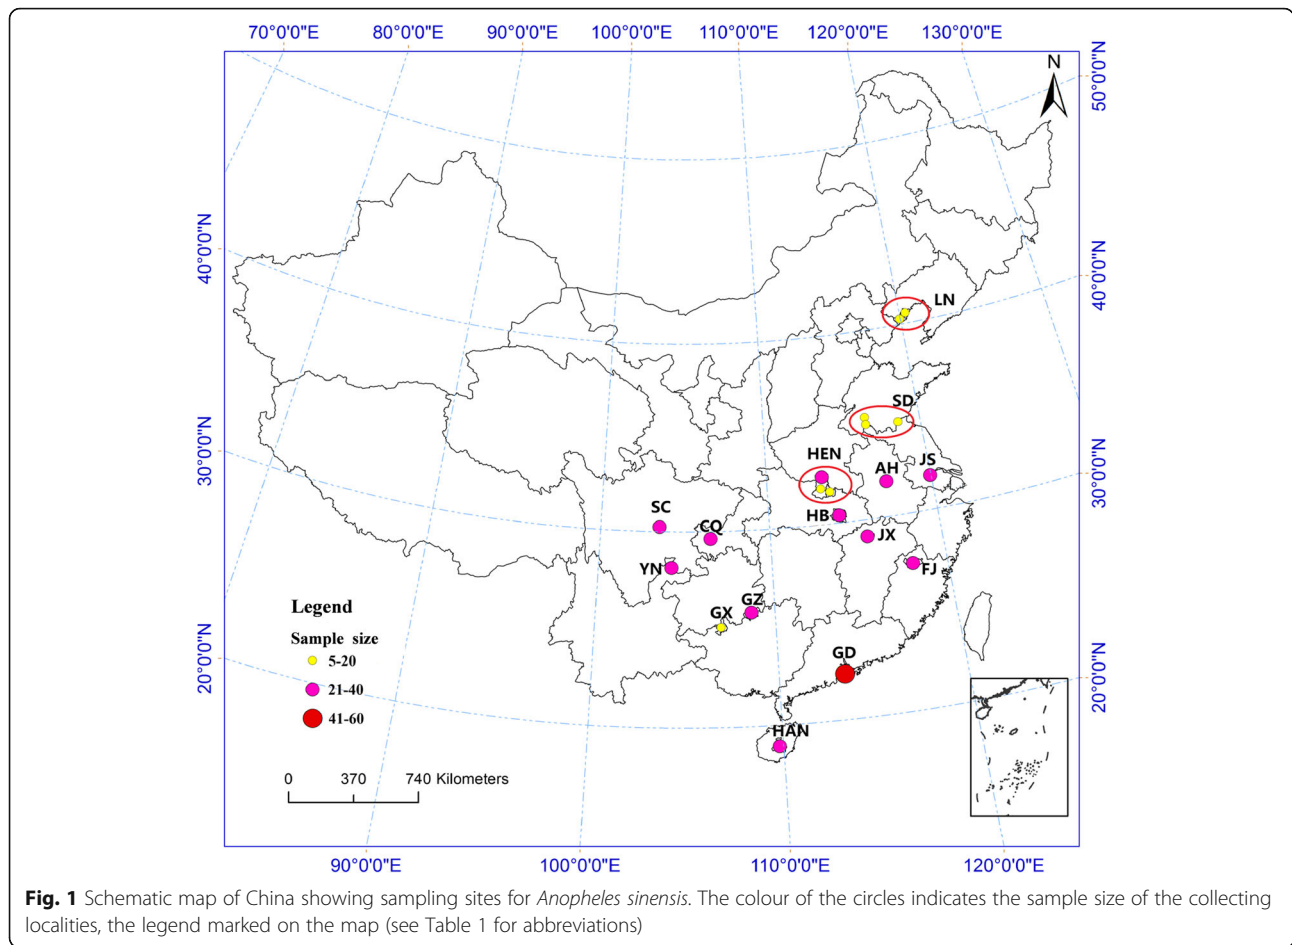 70°0'0"E 80°0'0"E 90°0'0"E 100°0'0"E 110°0'0"E 120°0'0"E 130°0'0"E
N
50°0'0"N
40°0'0"N
40°0'0"N
LN
SD
30°0'0"N
30°0'0"N
HEN
AH
JS
SC
CQ
HB
JX
YN
FJ
GX
GZ
Legend
Sample size
5-20
21-40
41-60
20°0'0"N
20°0'0"N
GD
HAN
0 370 740 Kilometers
90°0'0"E 100°0'0"E 110°0'0"E 120°0'0"E
Fig. 1 Schematic map of China showing sampling sites for Anopheles sinensis. The colour of the circles indicates the sample size of the collecting
localities, the legend marked on the map (see Table 1 for abbreviations)